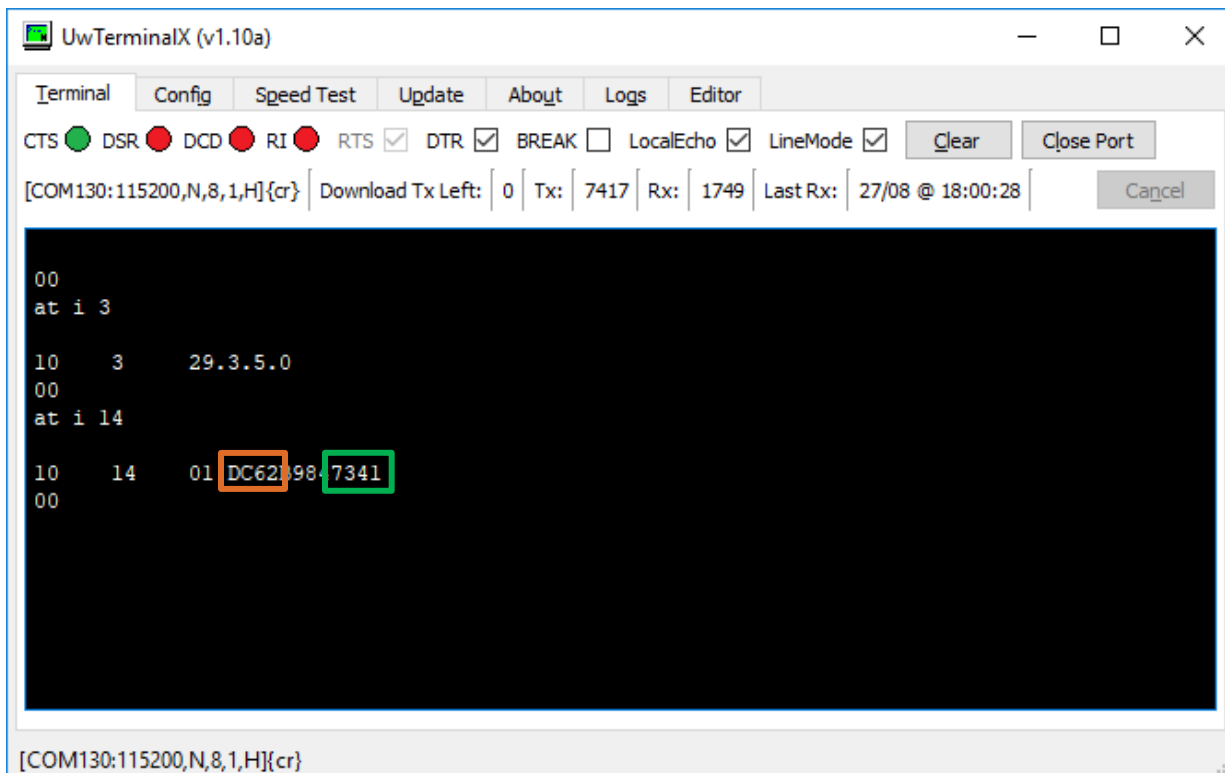 UwTerminalX (v1.10a)
Terminal Config Speed Test Update About Logs Editor
CTS DSR DCD RI RTS DTR BREAK LocalEcho LineMode Clear Close Port
[COM130:115200,N,8,1,H]{cr} Download Tx Left: 0 Tx: 7417 Rx: 1749 Last Rx: 27/08 @ 18:00:28 Cancel
00
at i 3
10 3 29.3.5.0
00
at i 14
10 14 01 DC62B9847341
00
[COM130:115200,N,8,1,H]{cr}